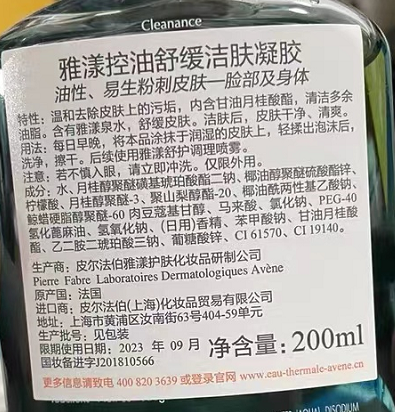 Cleanance
雅漾控油舒缓洁肤凝胶
油性、易生粉刺皮肤—脸部及身体
特性：温和去除皮肤上的污垢，内含甘油月桂酸酯，清洁多余
油脂。含有雅漾泉水，舒缓皮肤。洁肤后，皮肤干净、清爽。
用法：每日早晚，将本品涂抹于润湿的皮肤上，轻揉出泡沫后，
洗净，擦干。后续使用雅漾舒护调理喷雾。
注意：若不慎入眼，请立即冲洗。仅限外用。
成分：水、月桂醇聚醚磺基琥珀酸酯二钠、椰油醇聚醚硫酸酯锌、
柠檬酸、月桂醇聚醚-3、聚山梨醇酯-20、椰油酰两性基乙酸钠、
鲸蜡硬脂醇聚醚-60 肉豆蔻基甘醇、马来酸、氯化钠、PEG-40
氢化蓖麻油、氢氧化钠、(日用)香精、苯甲酸钠、甘油月桂酸
酯、乙二胺二琥珀酸三钠、葡糖酸锌、CI 61570、CI 19140。
生产商：皮尔法伯雅漾护肤化妆品研制公司
Pierre Fabre Laboratoires Dermatologiques Avène
原产国：法国
进口商：皮尔法伯(上海)化妆品贸易有限公司
地址：上海市黄浦区汝南街63号404-59单元
生产批号：见包装
限期使用日期：2023 年 09 月 净含量：200ml
国妆备进字J201810566
更多信息请致电 400 820 3639 或登录官网 www.eau-thermale-avene.cn
DISODIUM